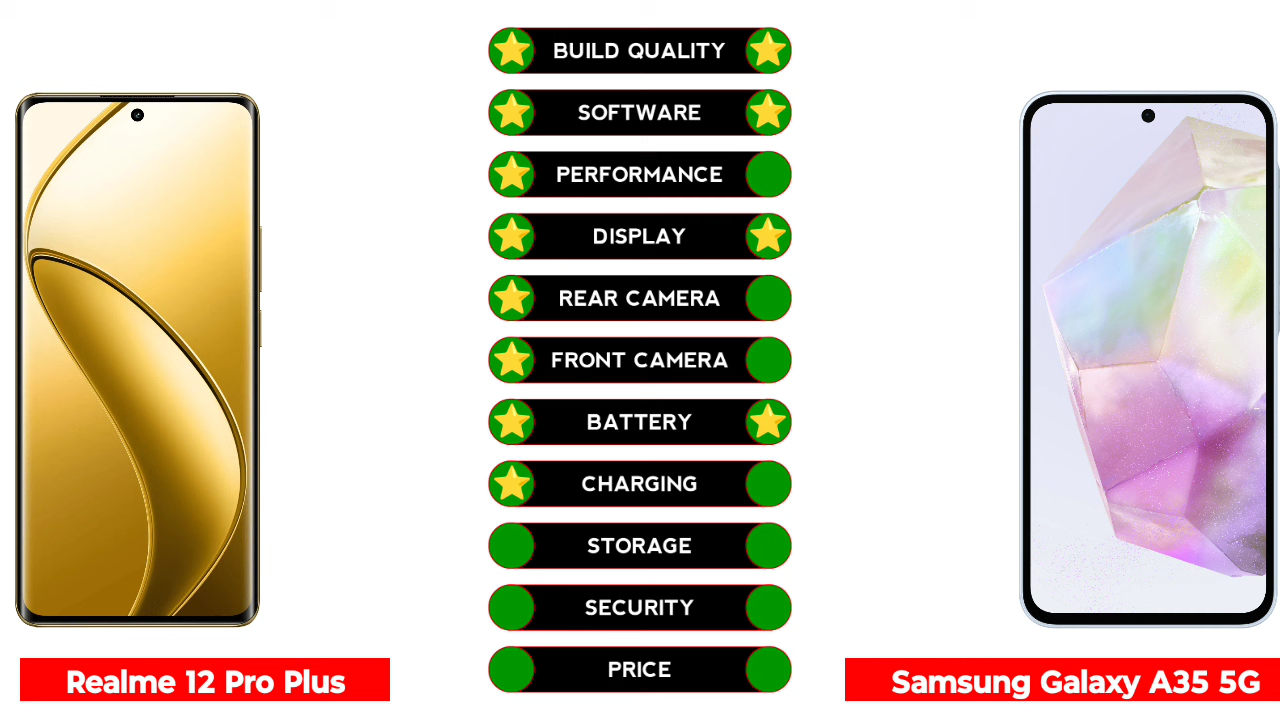 BUILD QUALITY
SOFTWARE
PERFORMANCE
DISPLAY
REAR CAMERA
FRONT CAMERA
BATTERY
CHARGING
STORAGE
SECURITY
PRICE
Realme 12 Pro Plus
Samsung Galaxy A35 5G